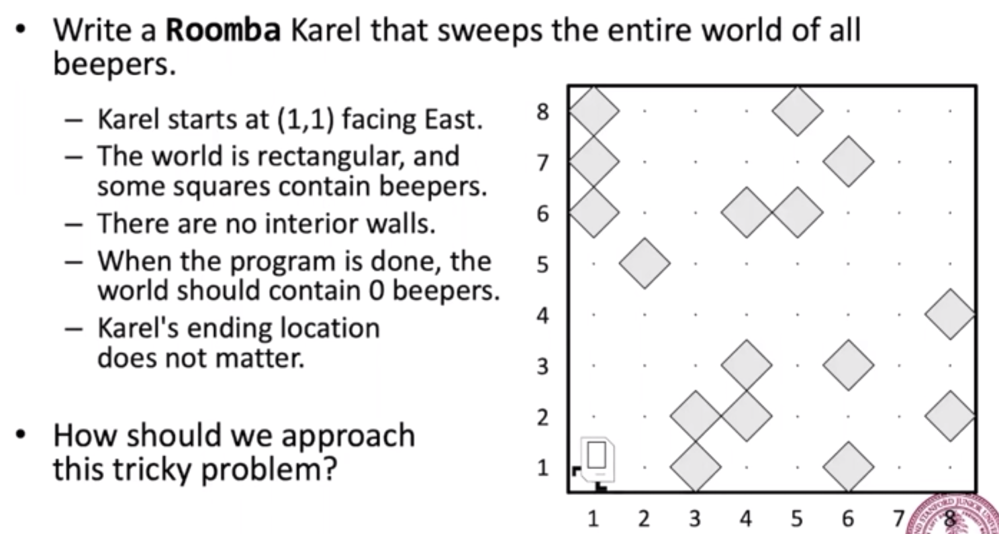 • Write a Roomba Karel that sweeps the entire world of all
beepers.
– Karel starts at (1,1) facing East.
– The world is rectangular, and
some squares contain beepers.
– There are no interior walls.
– When the program is done, the
world should contain 0 beepers.
– Karel's ending location
does not matter.
• How should we approach
this tricky problem?
8
7
6
5
4
3
2
1
1 2 3 4 5 6 7 8
STANFORD JUNIOR